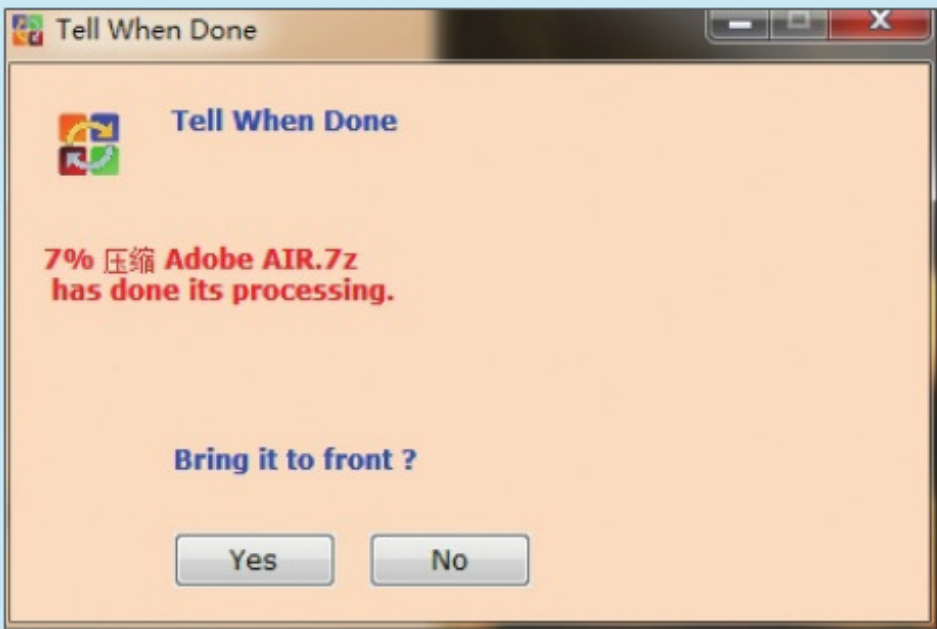 Tell When Done
Tell When Done
7% 压缩 Adobe AIR.7z
has done its processing.
Bring it to front ?
Yes
No